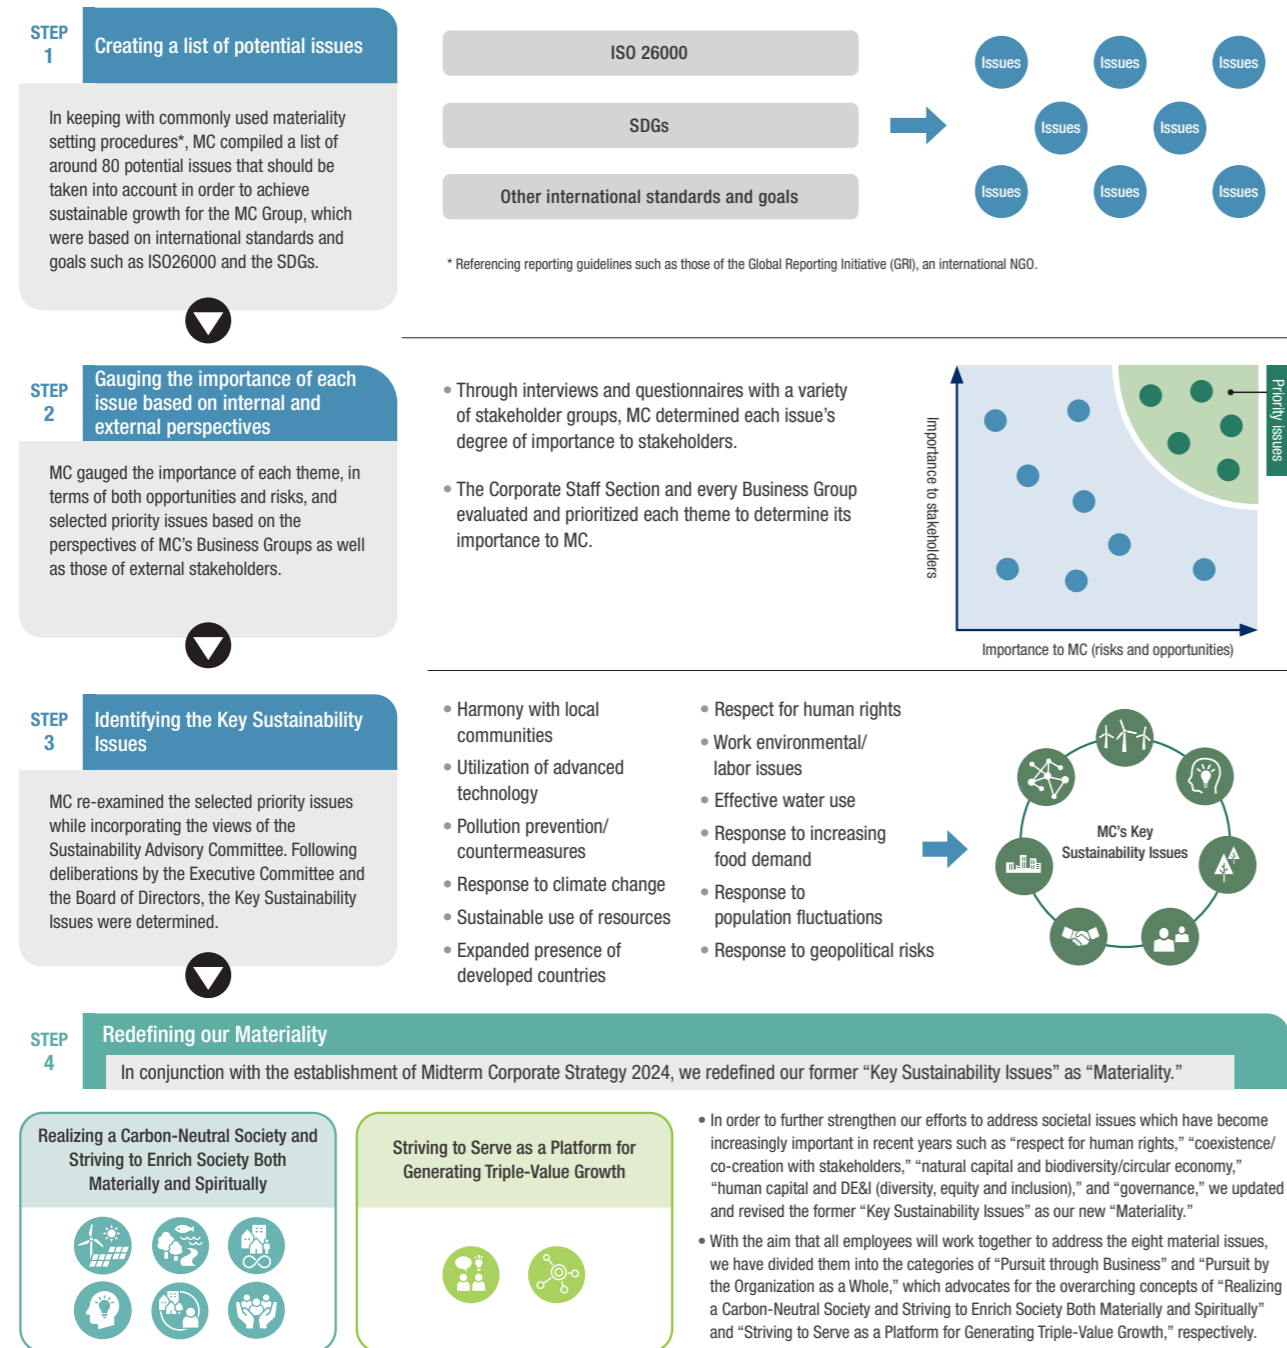 STEP
1
Creating a list of potential issues
In keeping with commonly used materiality
setting procedures*, MC compiled a list of
around 80 potential issues that should be
taken into account in order to achieve
sustainable growth for the MC Group, which
were based on international standards and
goals such as ISO26000 and the SDGs.
ISO 26000
SDGs
Other international standards and goals
Issues
Issues
Issues
Issues
Issues
Issues
Issues
Issues
* Referencing reporting guidelines such as those of the Global Reporting Initiative (GRI), an international NGO.
STEP
2
Gauging the importance of each
issue based on internal and
external perspectives
MC gauged the importance of each theme, in
terms of both opportunities and risks, and
selected priority issues based on the
perspectives of MC's Business Groups as well
as those of external stakeholders.
• Through interviews and questionnaires with a variety
of stakeholder groups, MC determined each issue's
degree of importance to stakeholders.
• The Corporate Staff Section and every Business Group
evaluated and prioritized each theme to determine its
importance to MC.
Importance to stakeholders
Priority issues
Importance to MC (risks and opportunities)
STEP
3
Identifying the Key Sustainability
Issues
MC re-examined the selected priority issues
while incorporating the views of the
Sustainability Advisory Committee. Following
deliberations by the Executive Committee and
the Board of Directors, the Key Sustainability
Issues were determined.
• Harmony with local
communities
• Utilization of advanced
technology
• Pollution prevention/
countermeasures
• Response to climate change
• Sustainable use of resources
• Expanded presence of
developed countries
• Respect for human rights
• Work environmental/
labor issues
• Effective water use
• Response to increasing
food demand
• Response to
population fluctuations
• Response to geopolitical risks
MC's Key
Sustainability Issues
STEP
4
Redefining our Materiality
In conjunction with the establishment of Midterm Corporate Strategy 2024, we redefined our former “Key Sustainability Issues” as “Materiality.”
Realizing a Carbon-Neutral Society and
Striving to Enrich Society Both
Materially and Spiritually
Striving to Serve as a Platform for
Generating Triple-Value Growth
• In order to further strengthen our efforts to address societal issues which have become
increasingly important in recent years such as “respect for human rights,” “coexistence/
co-creation with stakeholders,” “natural capital and biodiversity/circular economy,”
“human capital and DE&I (diversity, equity and inclusion),” and “governance,” we updated
and revised the former “Key Sustainability Issues” as our new “Materiality.”
• With the aim that all employees will work together to address the eight material issues,
we have divided them into the categories of “Pursuit through Business” and “Pursuit by
the Organization as a Whole,” which advocates for the overarching concepts of “Realizing
a Carbon-Neutral Society and Striving to Enrich Society Both Materially and Spiritually”
and “Striving to Serve as a Platform for Generating Triple-Value Growth,” respectively.